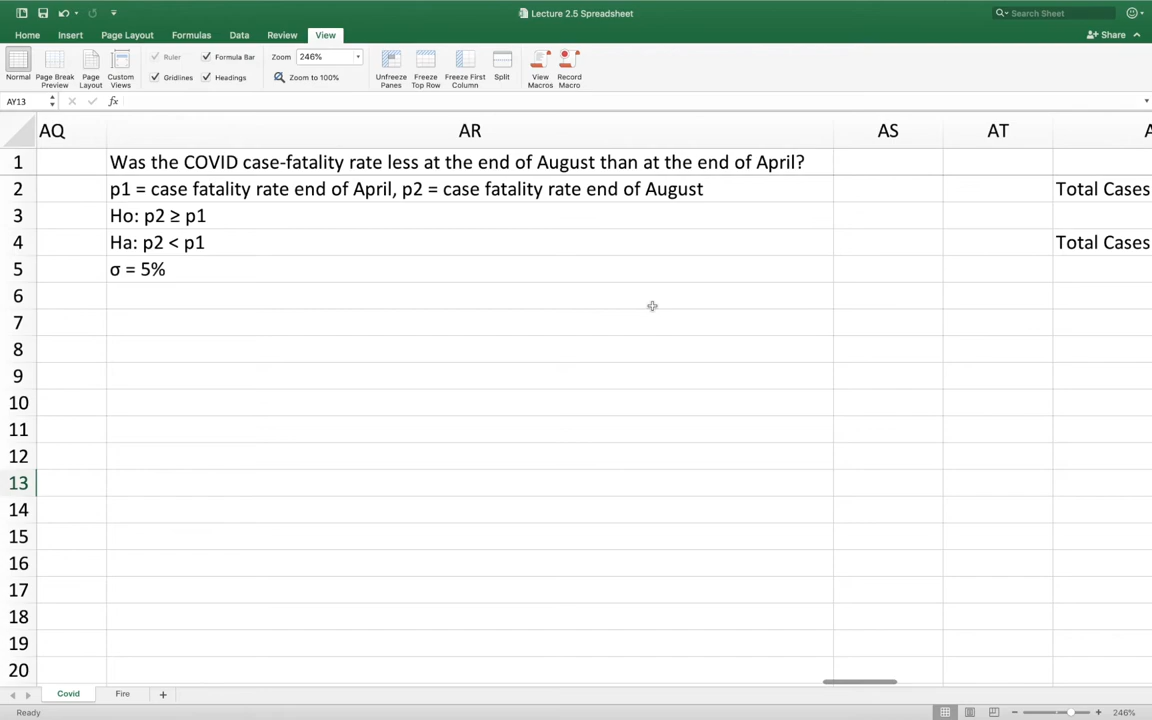 Lecture 2.5 Spreadsheet
Search Sheet
Home Insert Page Layout Formulas Data Review View
Share
Normal
Page Break Preview
Page Layout
Custom Views
Ruler
Formula Bar
Gridlines
Headings
Zoom 246%
Zoom to 100%
Unfreeze Panes
Freeze Top Row
Freeze First Column
Split
View Macros
Record Macro
AY13
fx
AQ AR AS AT A
1 Was the COVID case-fatality rate less at the end of August than at the end of April?
2 p1 = case fatality rate end of April, p2 = case fatality rate end of August Total Cases
3 Ho: p2 ≥ p1
4 Ha: p2 < p1 Total Cases
5 σ = 5%
6
7
8
9
10
11
12
13
14
15
16
17
18
19
20
Covid Fire +
Ready
246%